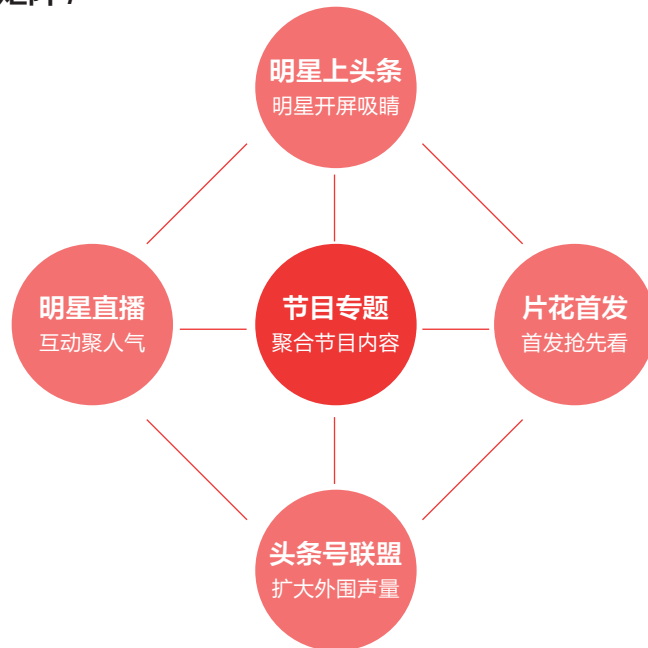 明星上头条
明星开屏吸睛
明星直播
互动聚人气
节目专题
聚合节目内容
片花首发
首发抢先看
头条号联盟
扩大外围声量